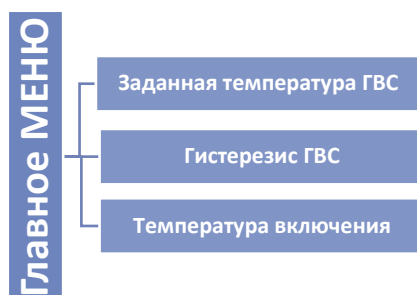 Главное МЕНЮ
Заданная температура ГВС
Гистерезис ГВС
Температура включения